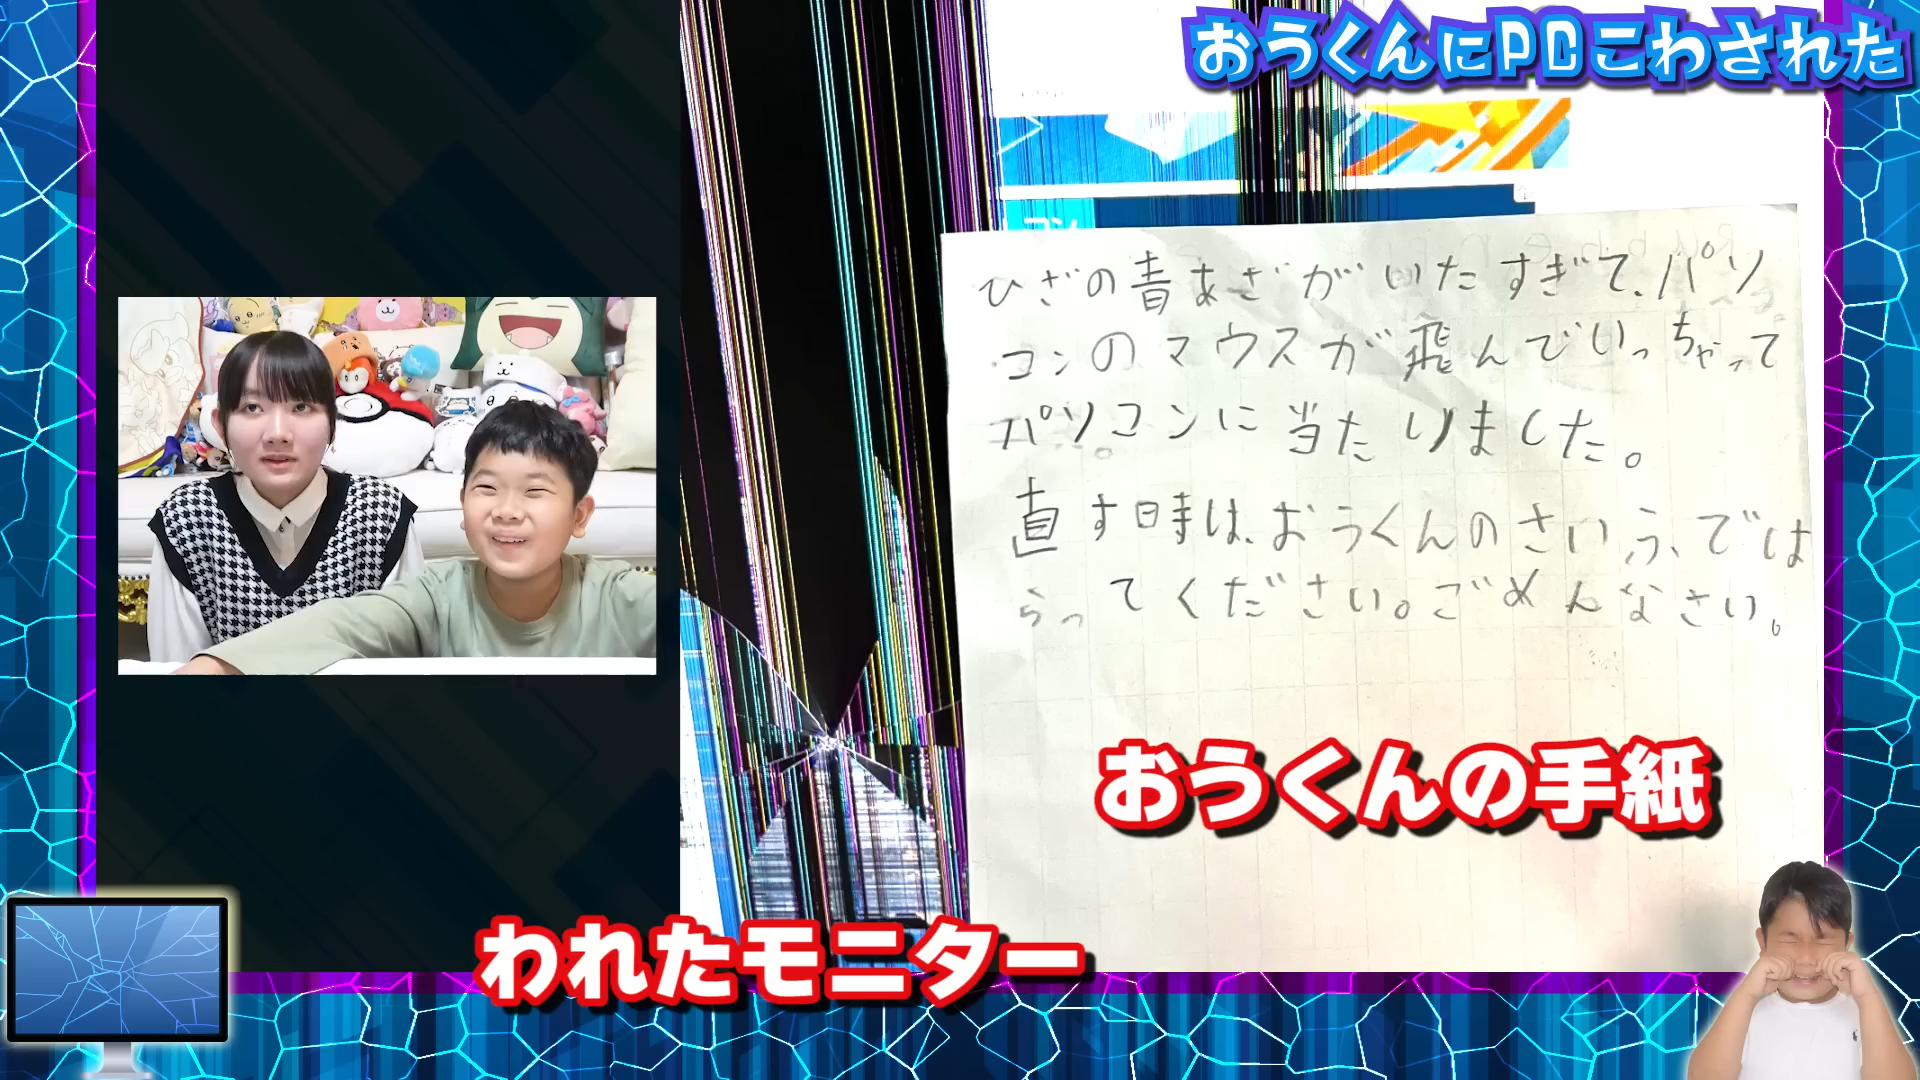 おうくんにPCこわされた
コン
ひざの青あざがいたすぎて、パソ
コンのマウスが飛んでいっちゃって
パソコンに当たりました。
直す時は、おうくんのさいふ、では
らってください。ごめんなさい。
おうくんの手紙
われたモニター